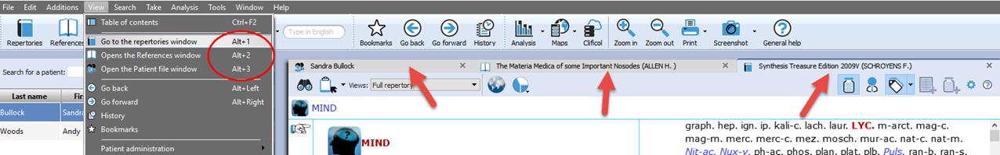 File Edit Additions View Search Take Analysis Tools Window Help
Table of contents Ctrl+F2
Go to the repertories window Alt+1
Opens the References window Alt+2
Open the Patient file window Alt+3
Go back Alt+Left
Go forward Alt+Right
History
Bookmarks
Patient administration
Repertories
Type in English
Bookmarks Go back Go forward History Analysis Maps Clificol Zoom in Zoom out Print Screenshot General help
Search for a patient:
Last name
Bullock
Woods Andy
Sandra Bullock
The Materia Medica of some Important Nosodes (ALLEN H. )
Synthesis Treasure Edition 2009V (SCHROYENS F.)
Views: Full repertory
MIND
MIND
graph. hep. ign. ip. kali-c. lach. laur. LYC. m-arct. mag-c.
mag-m. merc. merc-c. mez. mosch. mur-ac. nat-c. nat-m.
Nit-ac. Nux-v. ph-ac. phos. plan. plat. plb. Puls. ran-b. ran-s.